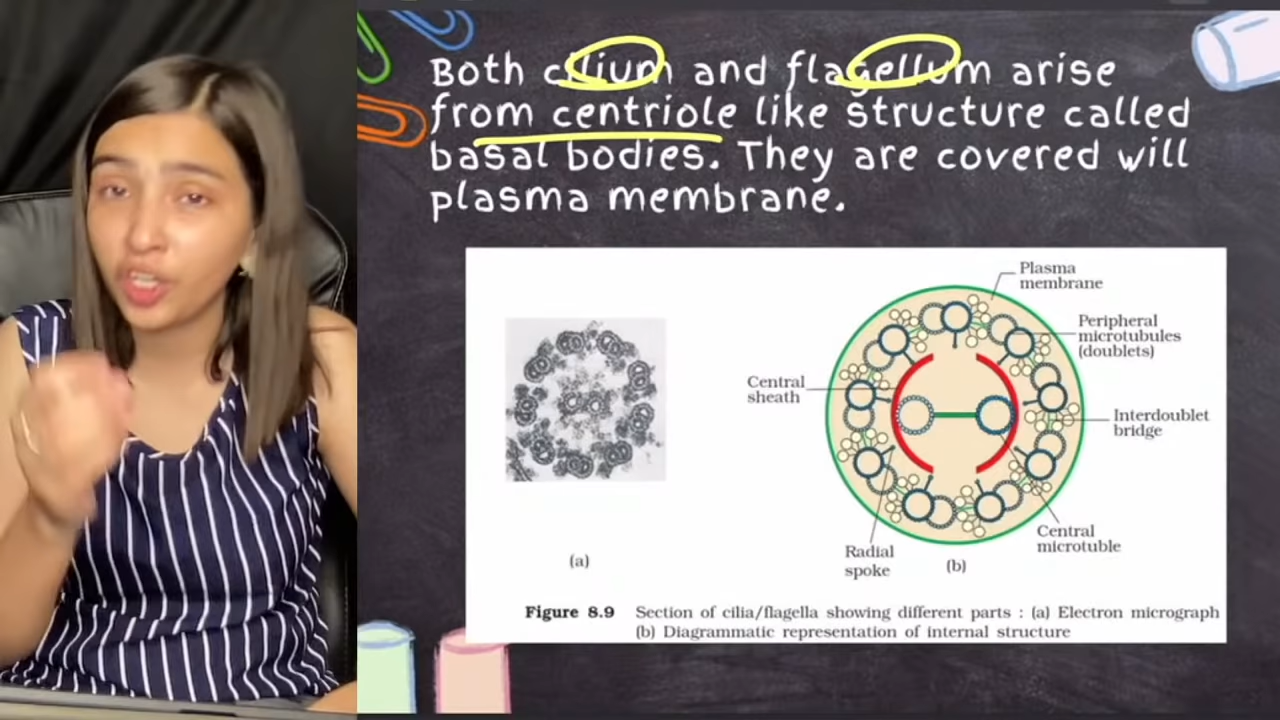 Both cilium and flagellum arise
from centriole like structure called
basal bodies. They are covered will
plasma membrane.
Plasma
membrane
Peripheral
microtubules
(doublets)
Central
sheath
Interdoublet
bridge
Central
microtuble
Radial
spoke
(a)
(b)
Figure 8.9 Section of cilia/flagella showing different parts : (a) Electron micrograph
(b) Diagrammatic representation of internal structure